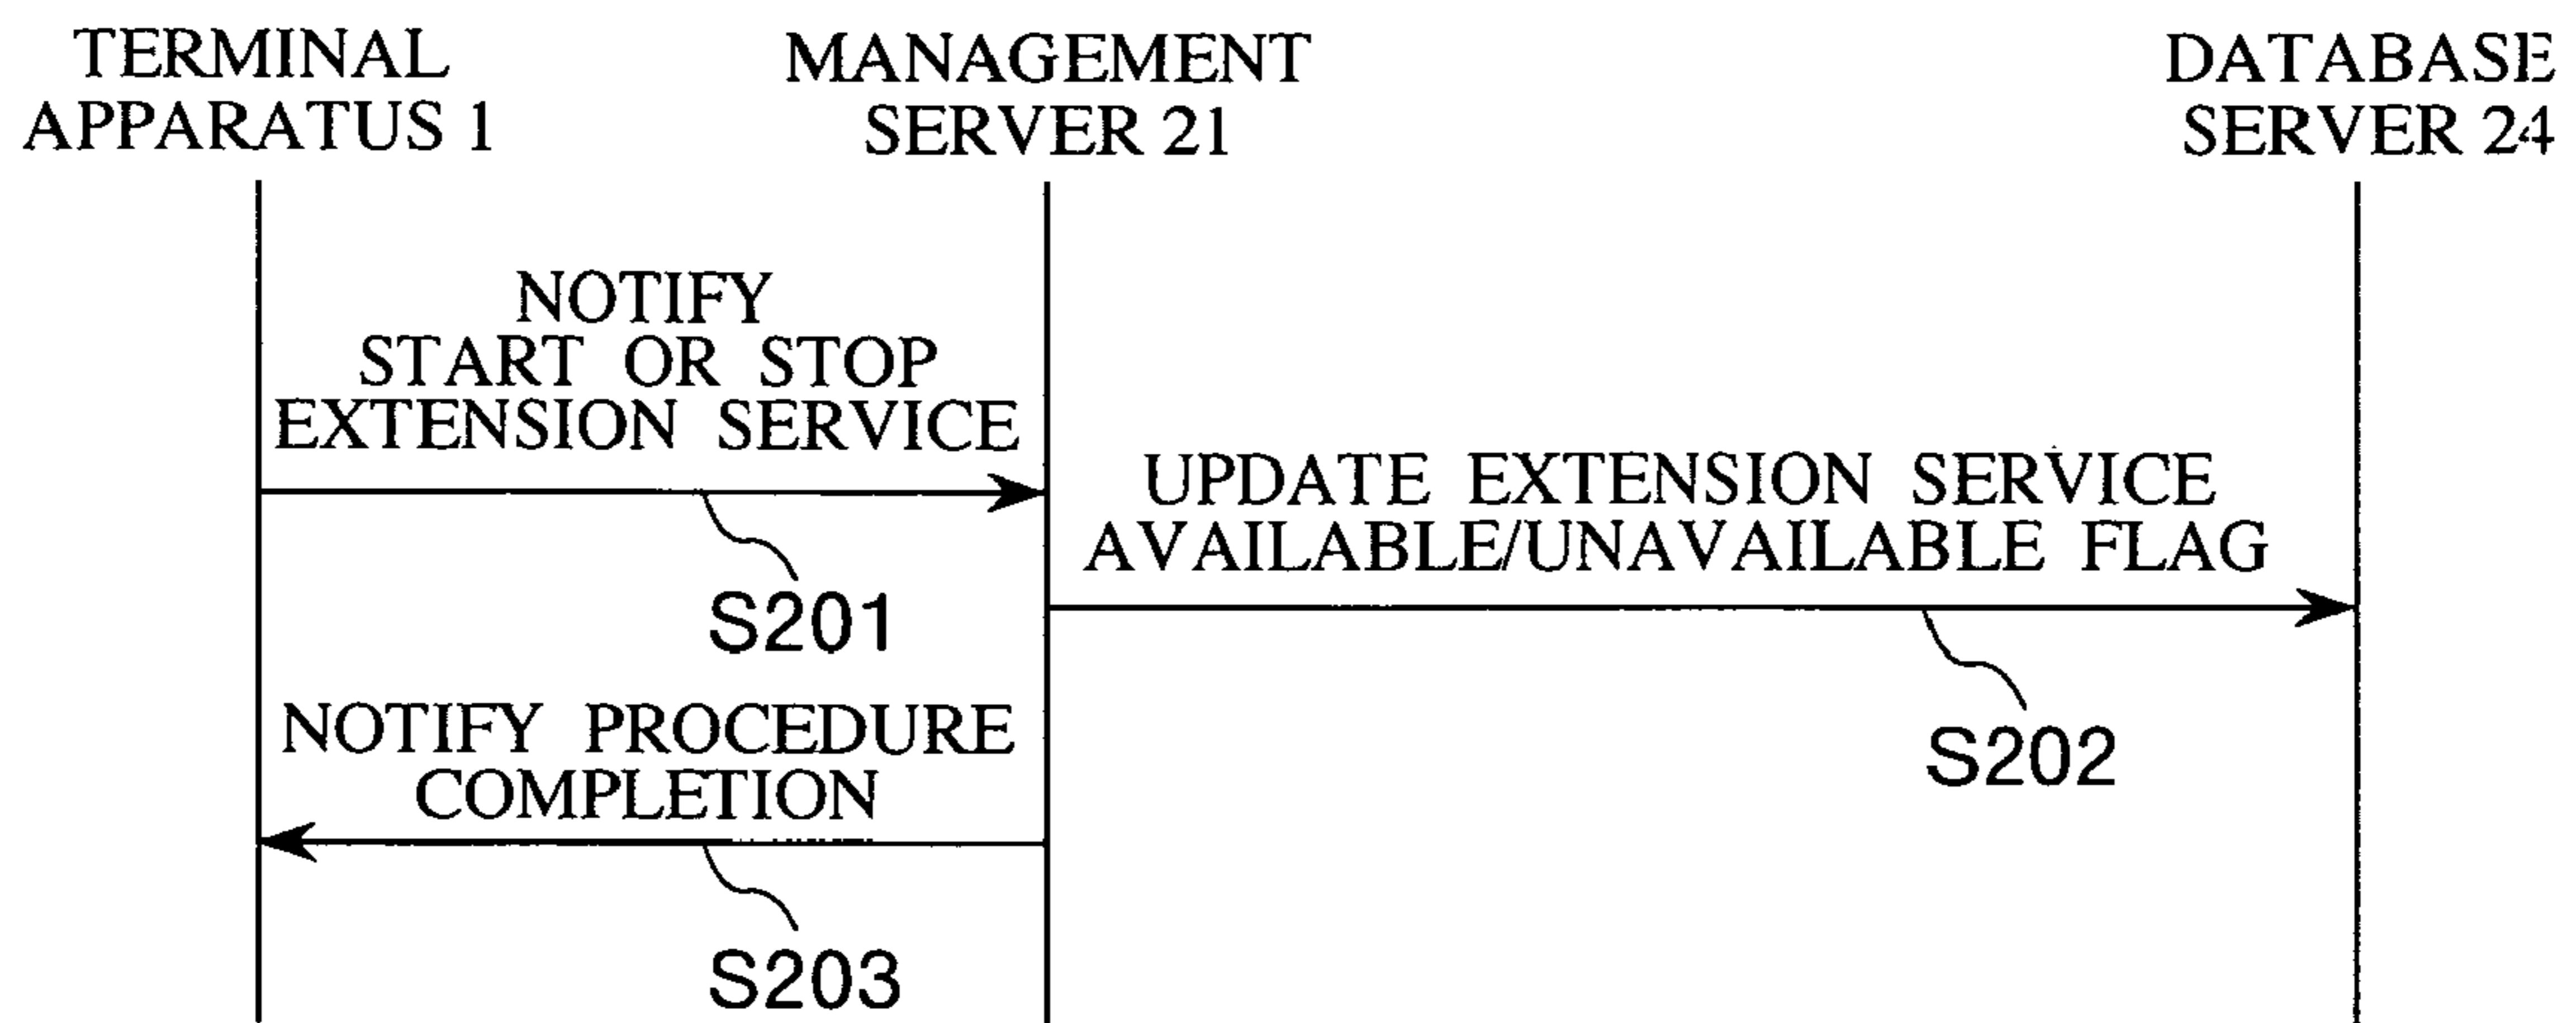 TERMINAL
APPARATUS 1
MANAGEMENT
SERVER 21
DATABASE
SERVER 24
NOTIFY
START OR STOP
EXTENSION SERVICE
S201
UPDATE EXTENSION SERVICE
AVAILABLE/UNAVAILABLE FLAG
S202
NOTIFY PROCEDURE
COMPLETION
S203